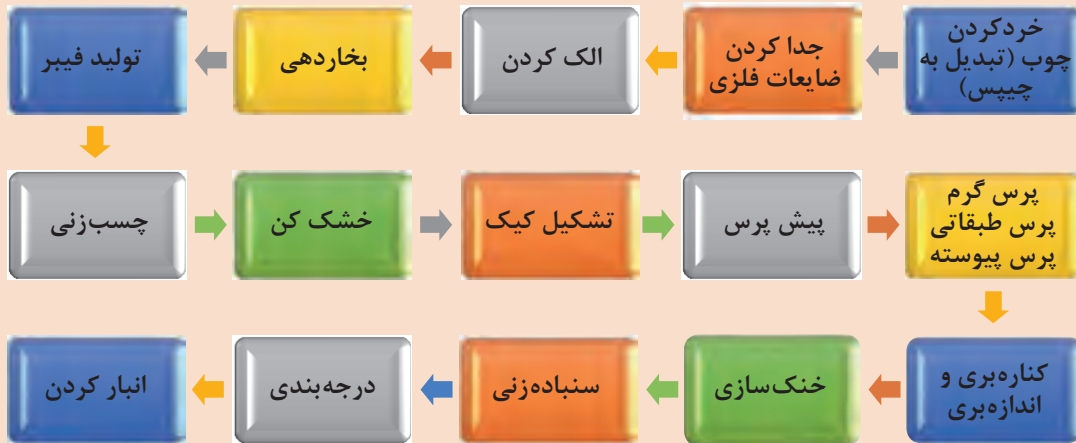 خردکردن
چوب (تبدیل به
چیپس)
جدا کردن
ضایعات فلزی
الک کردن
بخاردهی
تولید فیبر
چسب‌زنی
خشک کن
تشکیل کیک
پیش پرس
پرس گرم
پرس طبقاتی
پرس پیوسته
کناره‌بری و
اندازه‌بری
خنک‌سازی
سنباده‌زنی
درجه‌بندی
انبار کردن